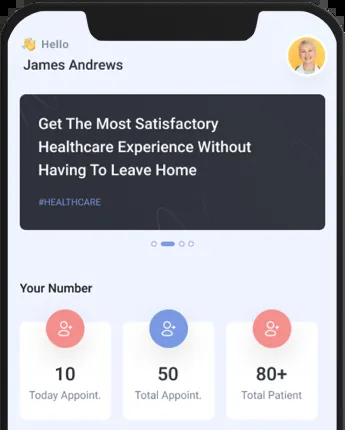 Hello
James Andrews
Get The Most Satisfactory
Healthcare Experience Without
Having To Leave Home
#HEALTHCARE
Your Number
10
50
80+
Today Appoint.
Total Appoint.
Total Patient